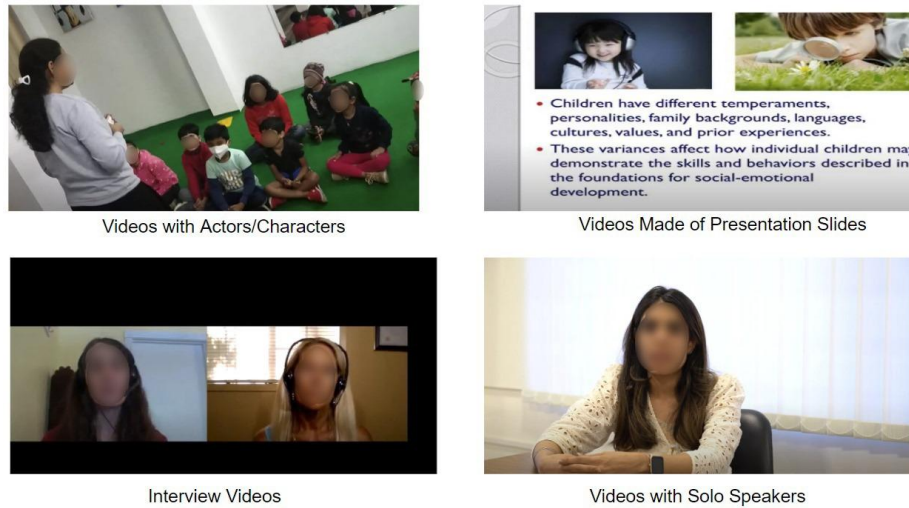 Videos with Actors/Characters
• Children have different temperaments,
personalities, family backgrounds, languages,
cultures, values, and prior experiences.
• These variances affect how individual children
demonstrate the skills and behaviors described in
the foundations for social-emotional
development.
Videos Made of Presentation Slides
Interview Videos
Videos with Solo Speakers